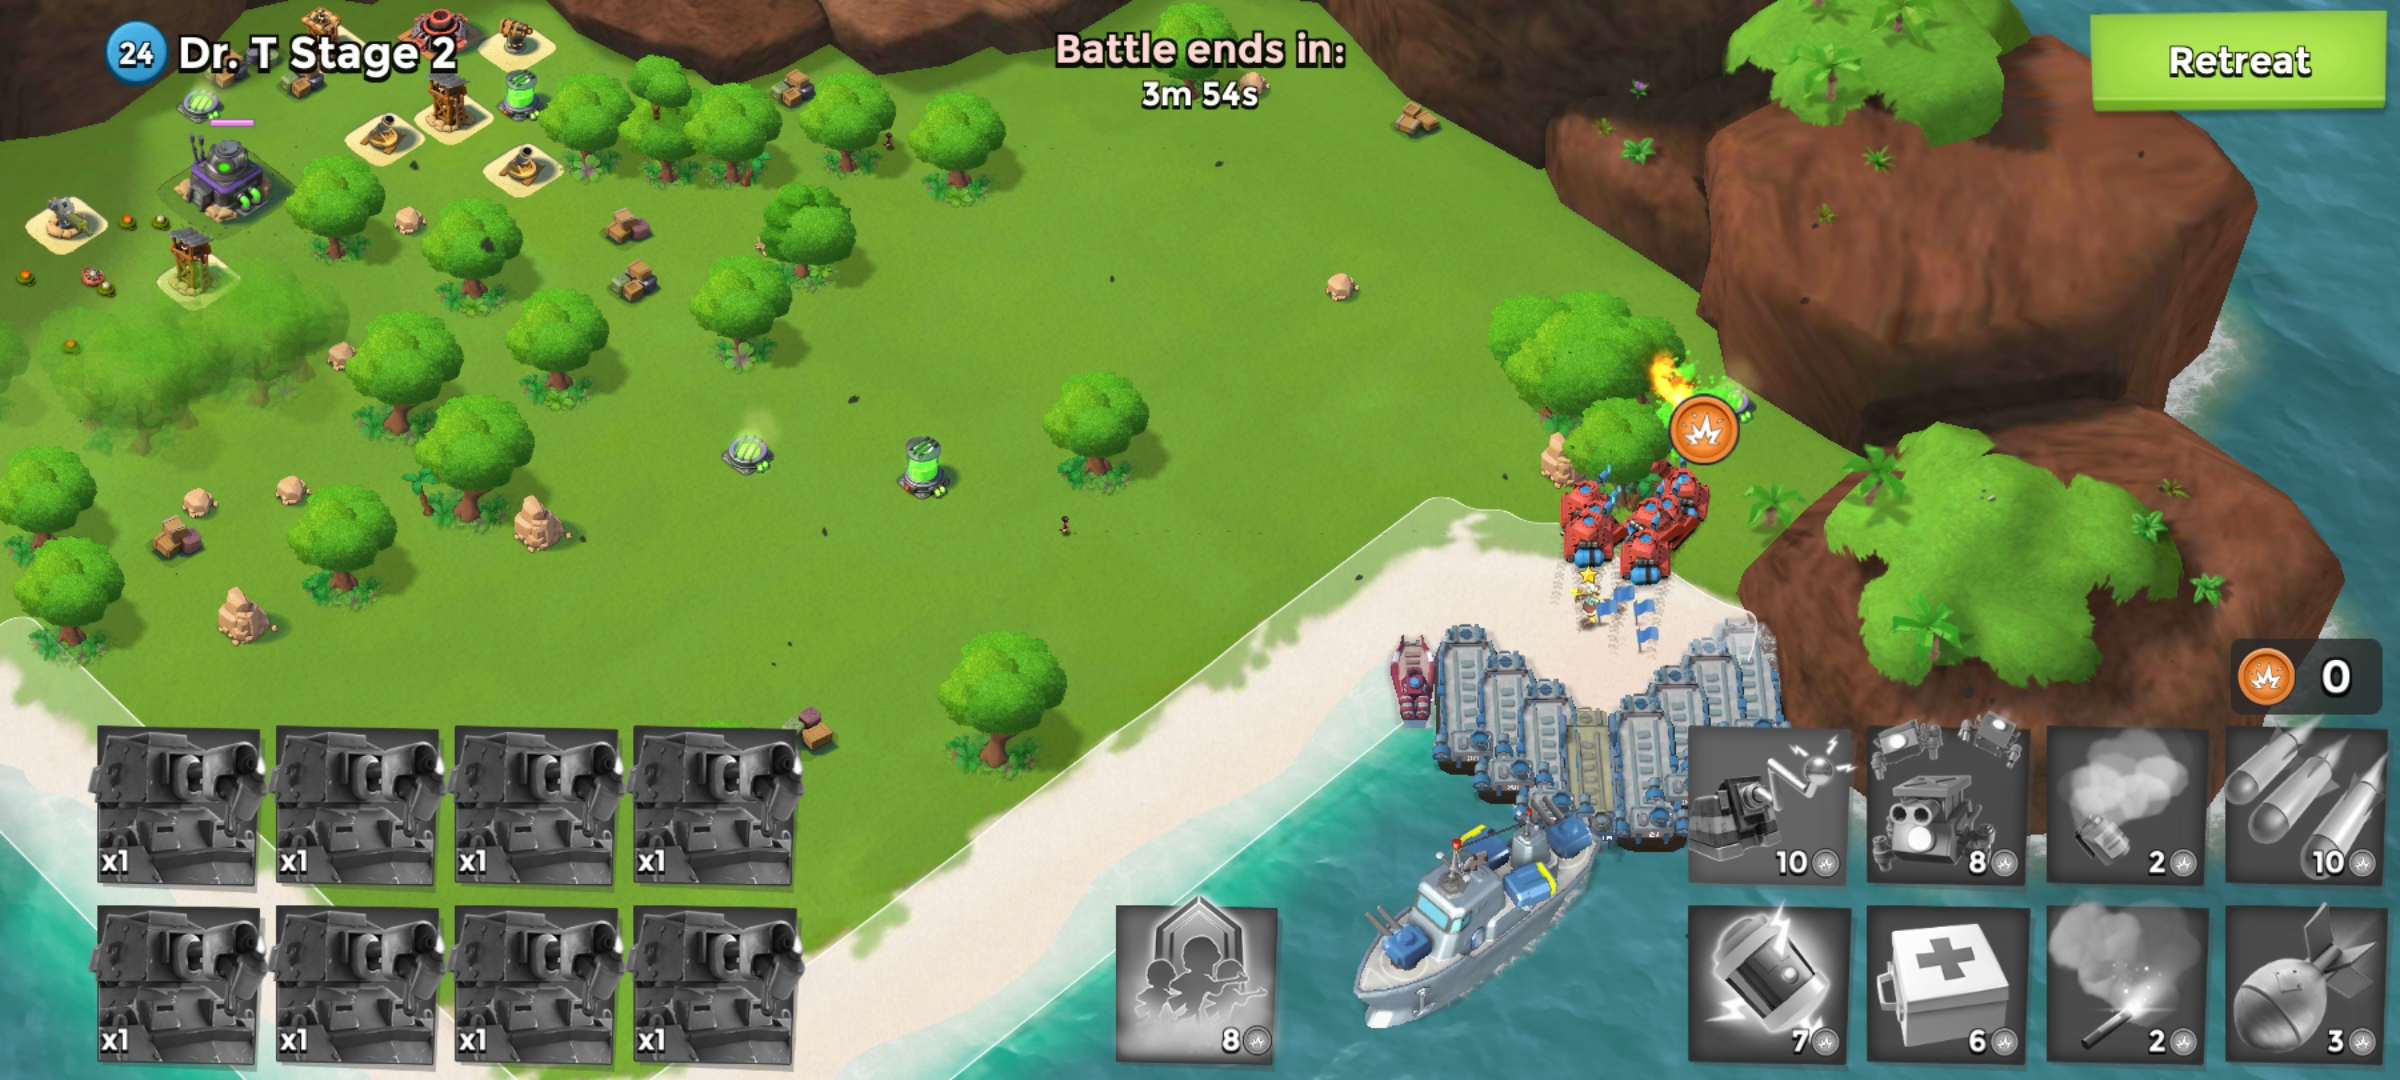 24 Dr. T Stage 2
Battle ends in:
3m 54s
Retreat
0
x1 x1 x1 x1
10 8 2 10
x1 x1 x1 x1
8
7 6 2 3